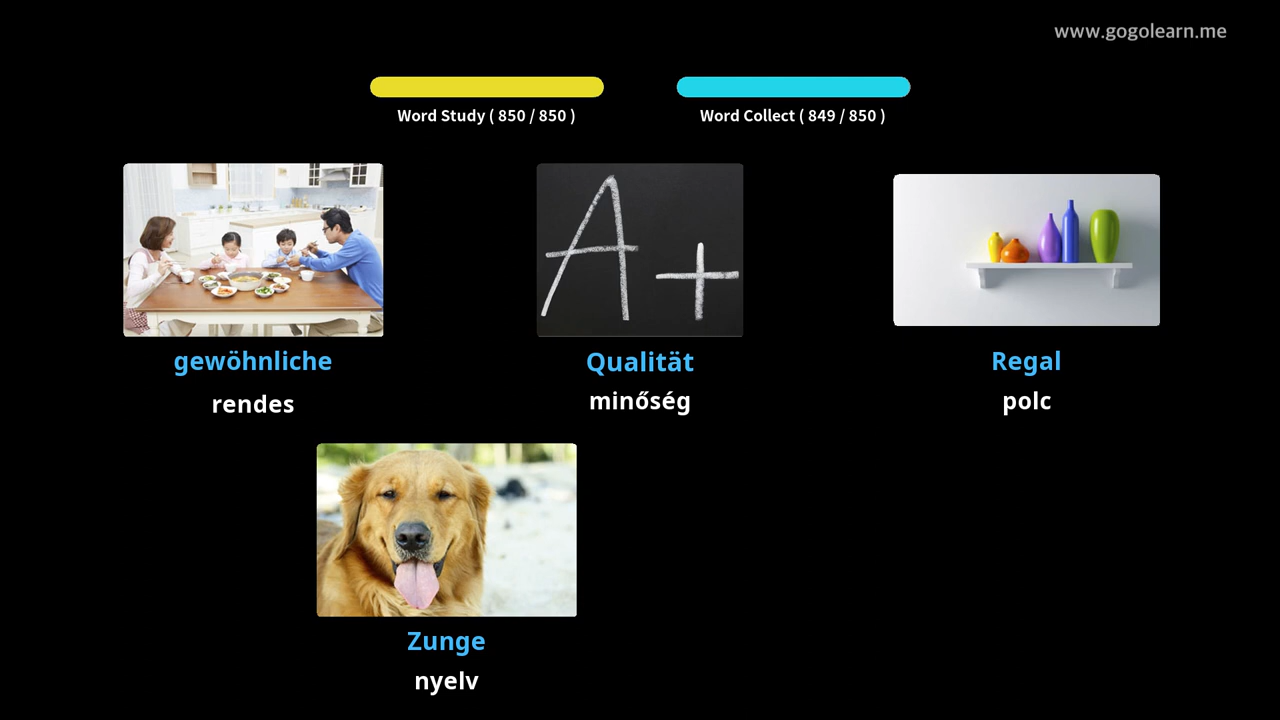 www.gogolearn.me
Word Study ( 850 / 850 )
Word Collect ( 849 / 850 )
A+
gewöhnliche
rendes
Qualität
minőség
Regal
polc
Zunge
nyelv